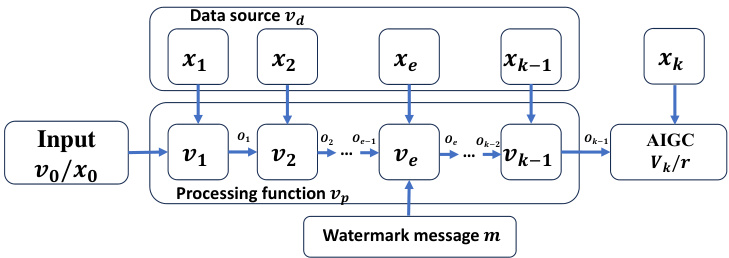 Data source v_d
x_1 x_2 x_e x_{k-1} x_k
Input
v_0/x_0
v_1 O_1 v_2 O_2 ... O_{e-1} v_e O_e ... O_{k-2} v_{k-1} O_{k-1}
AIGC
V_k/r
Processing function v_p
Watermark message m